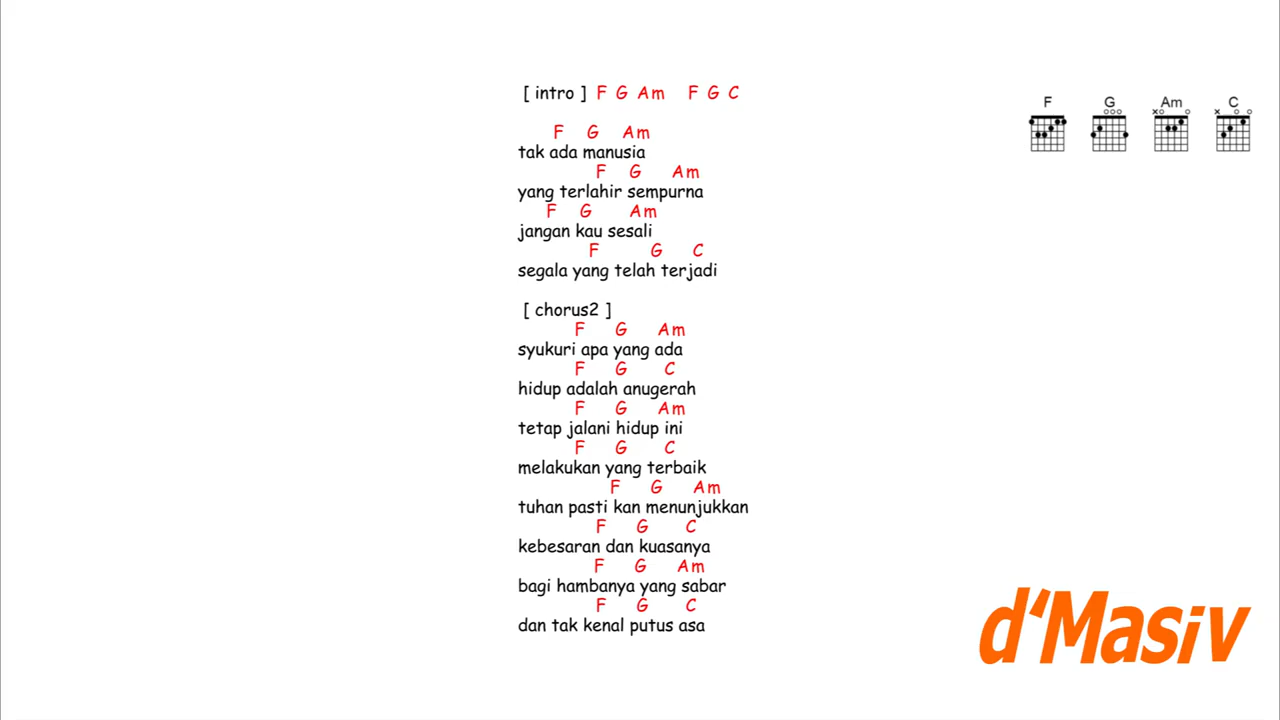 [ intro ] F G Am F G C
F G Am
tak ada manusia
F G Am
yang terlahir sempurna
F G Am
jangan kau sesali
F G C
segala yang telah terjadi
[ chorus2 ]
F G Am
syukuri apa yang ada
F G C
hidup adalah anugerah
F G Am
tetap jalani hidup ini
F G C
melakukan yang terbaik
F G Am
tuhan pasti kan menunjukkan
F G C
kebesaran dan kuasanya
F G Am
bagi hambanya yang sabar
F G C
dan tak kenal putus asa
F G Am C
d'Masiv